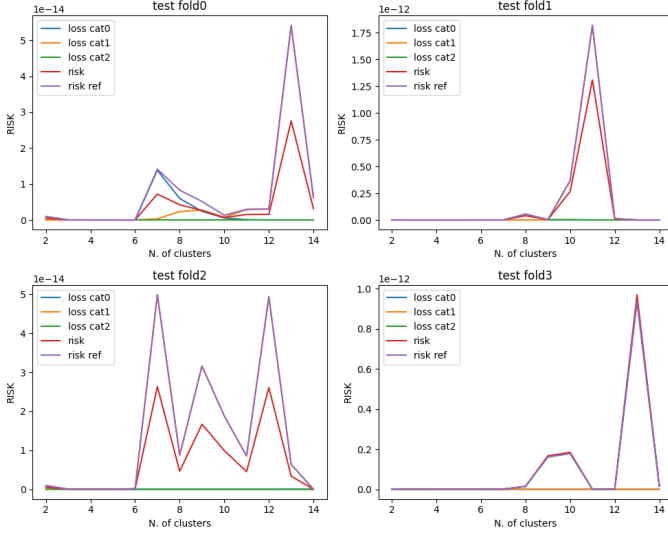 test fold0
1e−14
loss cat0
loss cat1
loss cat2
risk
risk ref
5
4
3
2
1
0
RISK
2 4 6 8 10 12 14
N. of clusters
test fold1
1e−12
loss cat0
loss cat1
loss cat2
risk
risk ref
1.75
1.50
1.25
1.00
0.75
0.50
0.25
0.00
RISK
2 4 6 8 10 12 14
N. of clusters
test fold2
1e−14
loss cat0
loss cat1
loss cat2
risk
risk ref
5
4
3
2
1
0
RISK
2 4 6 8 10 12 14
N. of clusters
test fold3
1e−12
loss cat0
loss cat1
loss cat2
risk
risk ref
1.0
0.8
0.6
0.4
0.2
0.0
RISK
2 4 6 8 10 12 14
N. of clusters